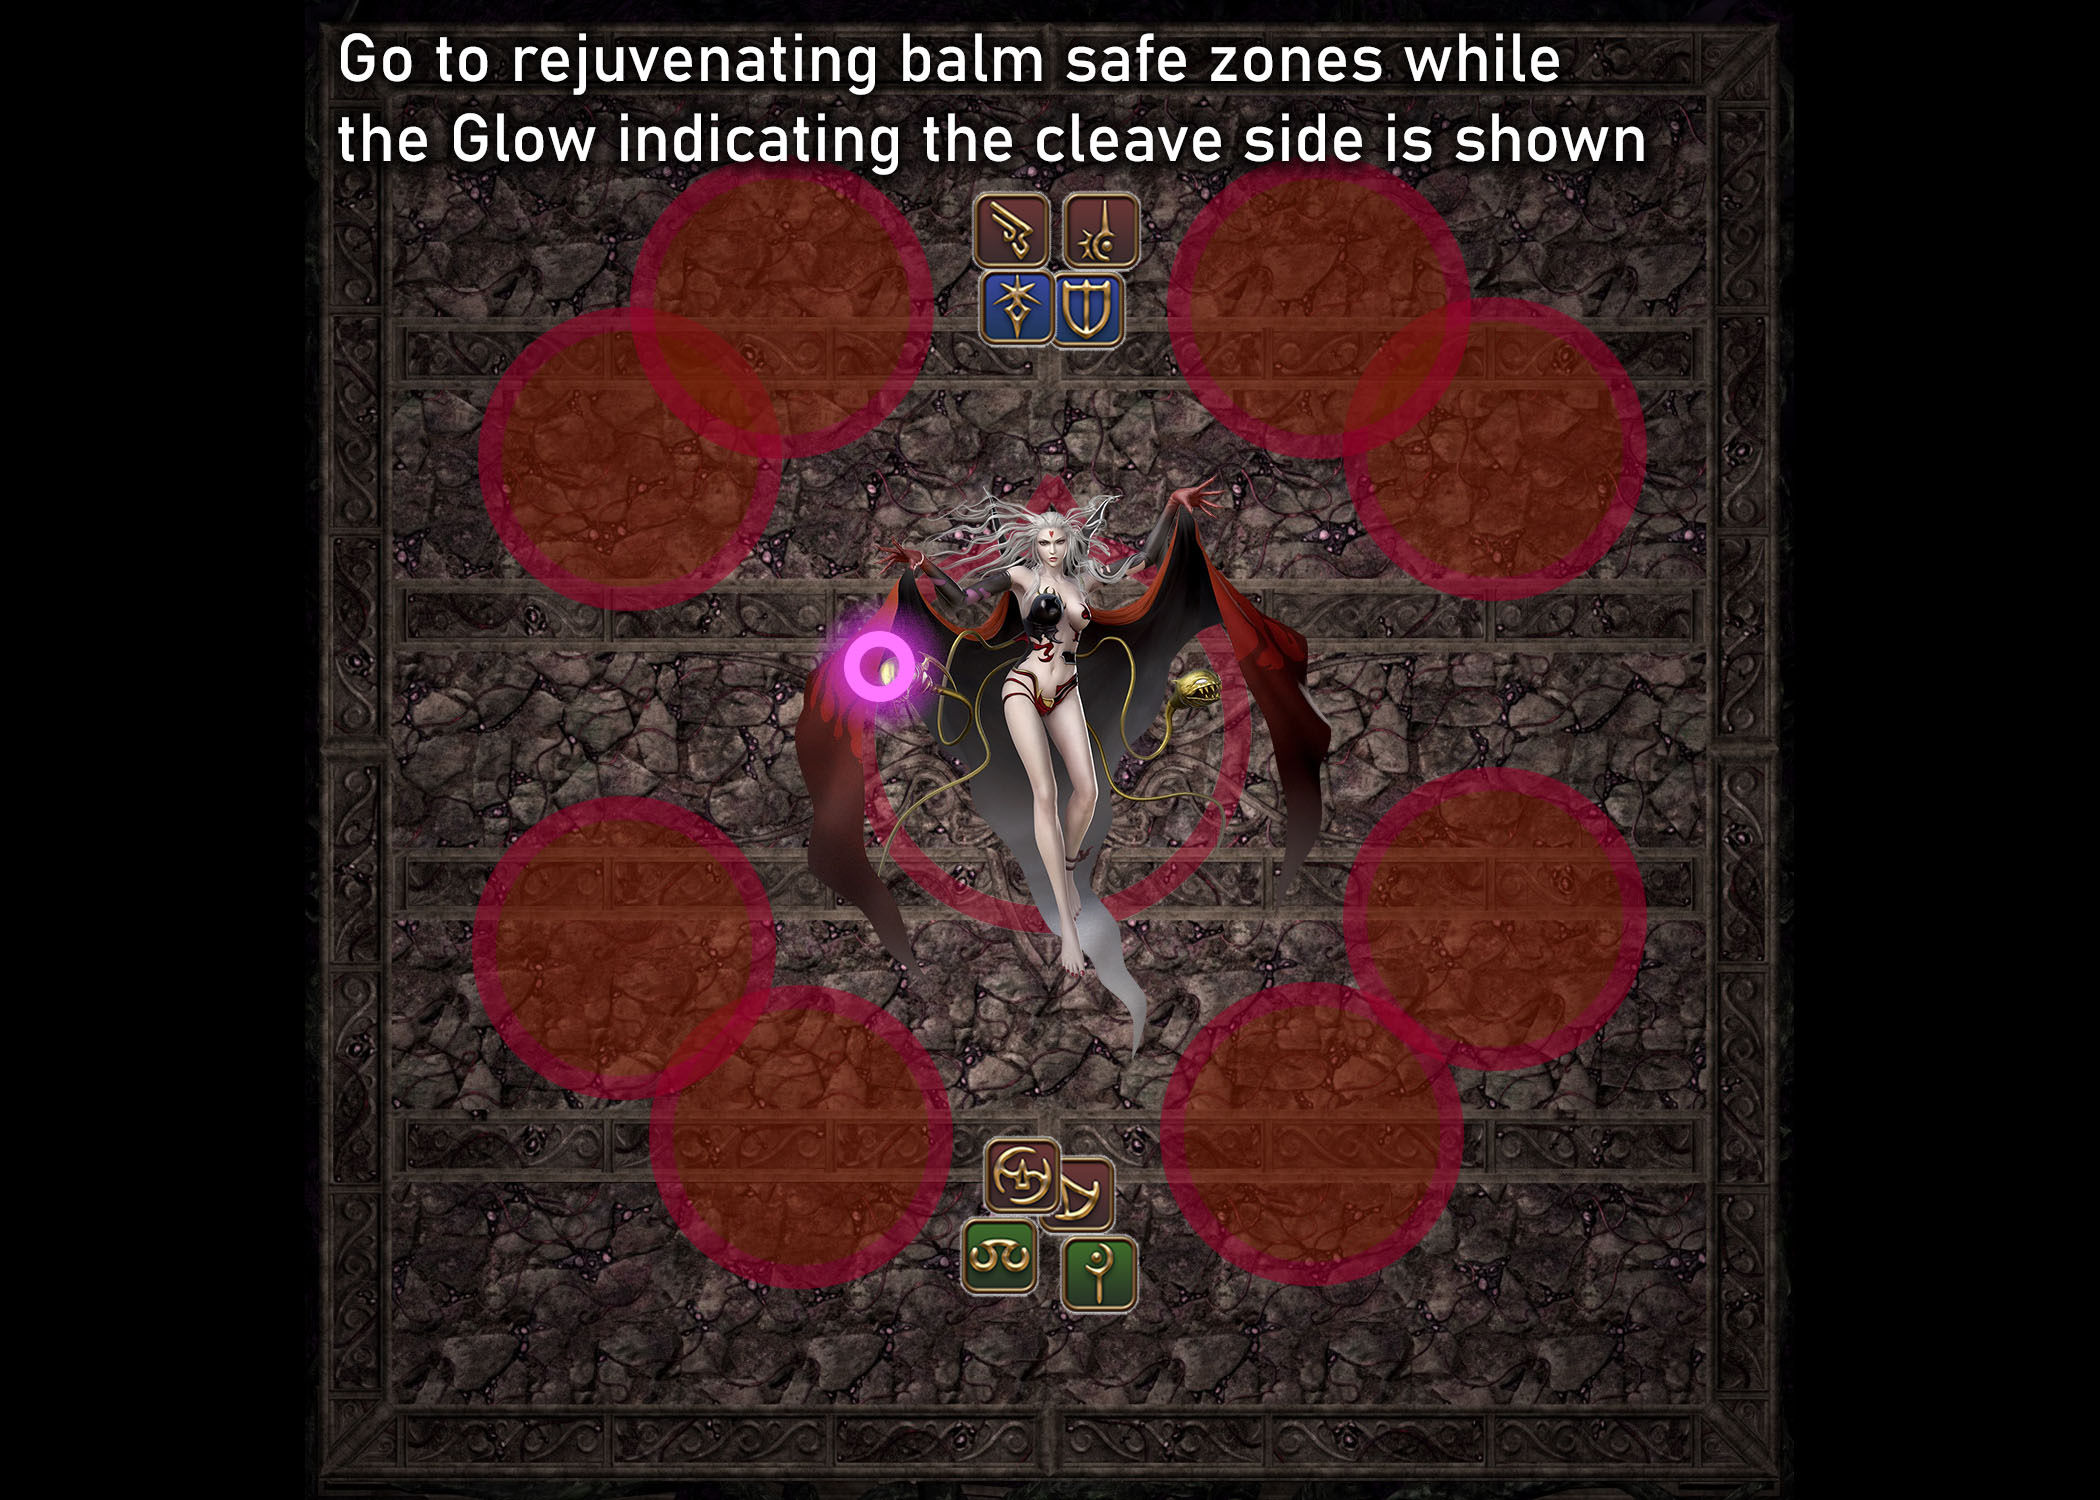 Go to rejuvenating balm safe zones while
the Glow indicating the cleave side is shown